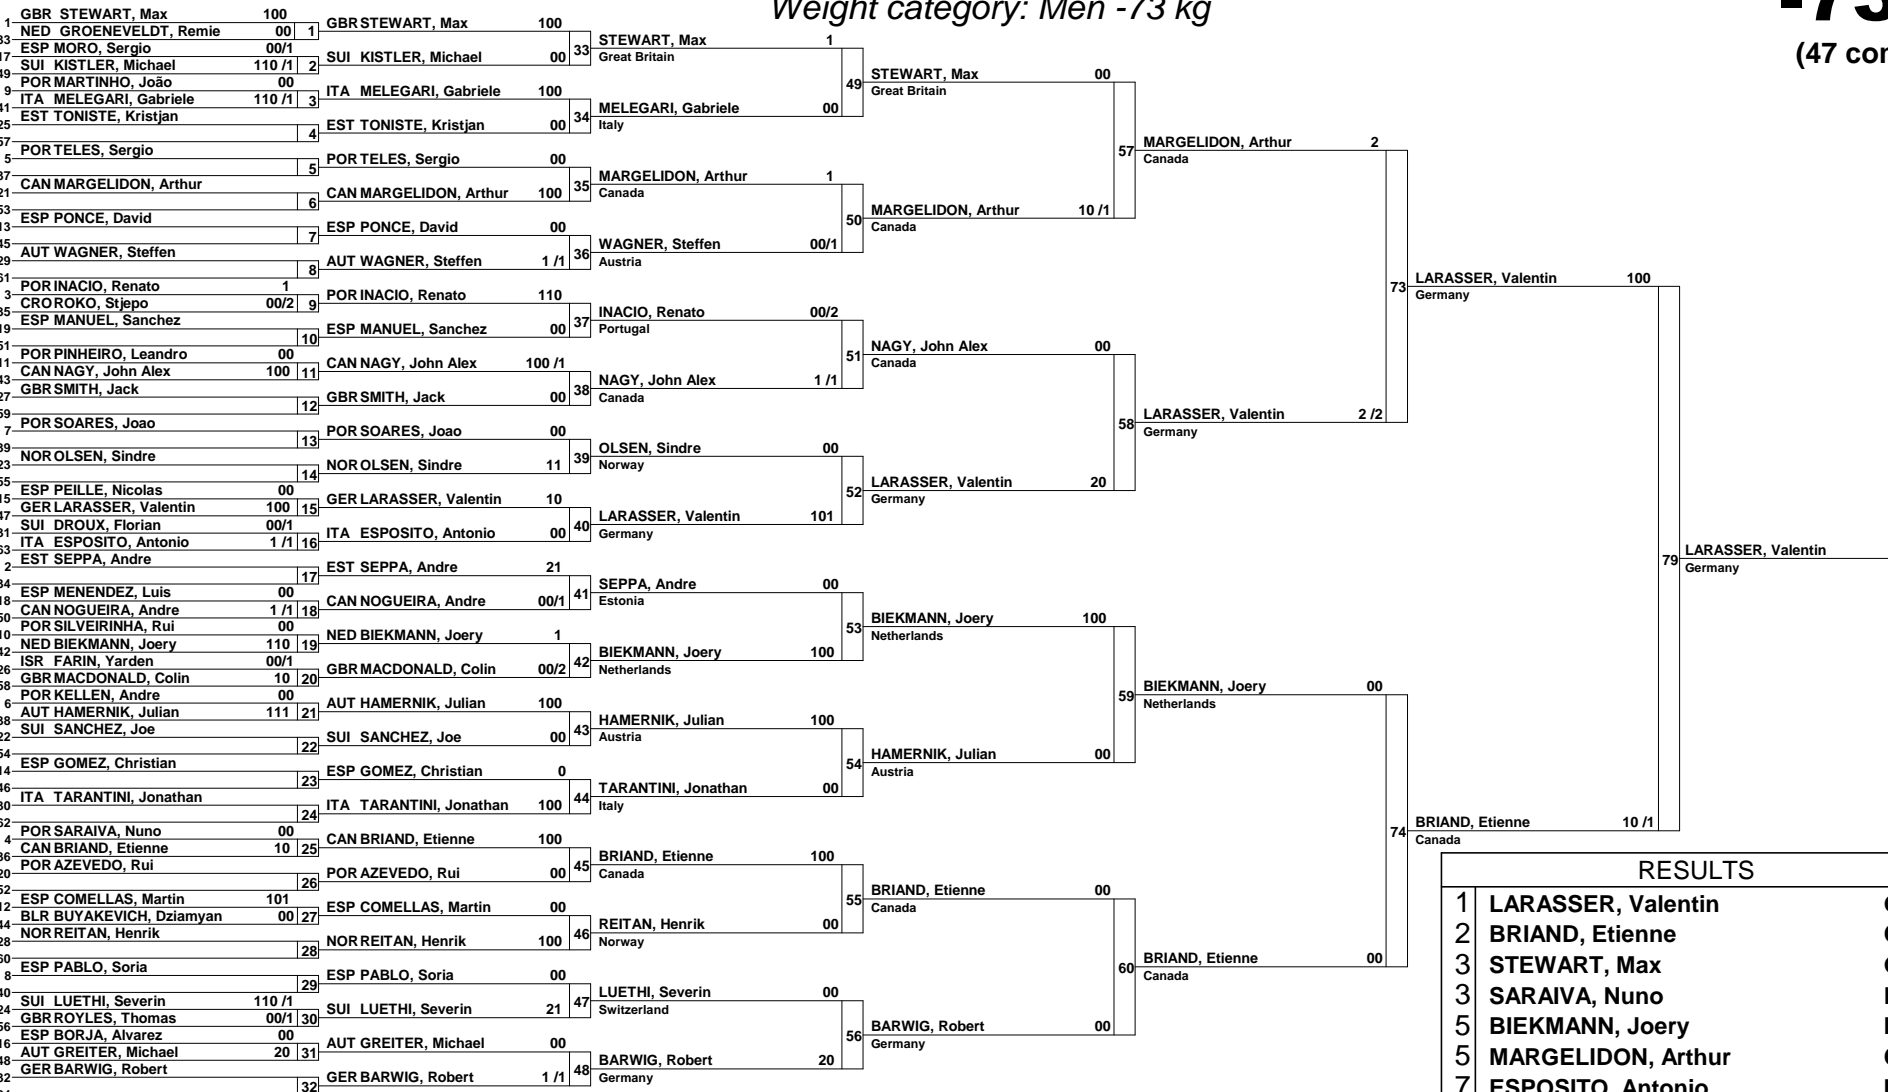 Weight category: Men -73 kg
-73
(47 con
GBR STEWART, Max 100
NED GROENEVELDT, Remie 00 1
ESP MORO, Sergio 00/1
SUI KISTLER, Michael 110 /1 2
POR MARTINHO, João 00
ITA MELEGARI, Gabriele 110 /1 3
EST TONISTE, Kristjan
4
POR TELES, Sergio
5
CAN MARGELIDON, Arthur
6
ESP PONCE, David
7
AUT WAGNER, Steffen
8
POR INACIO, Renato 1
CRO ROKO, Stjepo 00/2 9
ESP MANUEL, Sanchez
10
POR PINHEIRO, Leandro 00
CAN NAGY, John Alex 100 11
GBR SMITH, Jack
12
POR SOARES, Joao
13
NOR OLSEN, Sindre
14
ESP PEILLE, Nicolas 00
GER LARASSER, Valentin 100 15
SUI DROUX, Florian 00/1
ITA ESPOSITO, Antonio 1 /1 16
EST SEPPA, Andre
17
ESP MENENDEZ, Luis 00
CAN NOGUEIRA, Andre 1 /1 18
POR SILVEIRINHA, Rui 00
NED BIEKMANN, Joery 110 19
ISR FARIN, Yarden 00/1
GBR MACDONALD, Colin 10 20
POR KELLEN, Andre 00
AUT HAMERNIK, Julian 111 21
SUI SANCHEZ, Joe
22
ESP GOMEZ, Christian
23
ITA TARANTINI, Jonathan
24
POR SARAIVA, Nuno 00
CAN BRIAND, Etienne 10 25
POR AZEVEDO, Rui
26
ESP COMELLAS, Martin 101
BLR BUYAKEVICH, Dziamyan 00 27
NOR REITAN, Henrik
28
ESP PABLO, Soria
29
SUI LUETHI, Severin 110 /1
GBR ROYLES, Thomas 00/1 30
ESP BORJA, Alvarez 00
AUT GREITER, Michael 20 31
GER BARWIG, Robert
32
GBR STEWART, Max 100
SUI KISTLER, Michael 00 33
ITA MELEGARI, Gabriele 100
EST TONISTE, Kristjan 00 34
POR TELES, Sergio 00
CAN MARGELIDON, Arthur 100 35
ESP PONCE, David 00
AUT WAGNER, Steffen 1 /1 36
POR INACIO, Renato 110
ESP MANUEL, Sanchez 00 37
CAN NAGY, John Alex 100 /1
GBR SMITH, Jack 00 38
POR SOARES, Joao 00
NOR OLSEN, Sindre 11 39
GER LARASSER, Valentin 10
ITA ESPOSITO, Antonio 00 40
EST SEPPA, Andre 21
CAN NOGUEIRA, Andre 00/1 41
NED BIEKMANN, Joery 1
GBR MACDONALD, Colin 00/2 42
AUT HAMERNIK, Julian 100
SUI SANCHEZ, Joe 00 43
ESP GOMEZ, Christian 0
ITA TARANTINI, Jonathan 100 44
CAN BRIAND, Etienne 100
POR AZEVEDO, Rui 00 45
ESP COMELLAS, Martin 00
NOR REITAN, Henrik 100 46
ESP PABLO, Soria 00
SUI LUETHI, Severin 21 47
AUT GREITER, Michael 00
GER BARWIG, Robert 1 /1 48
STEWART, Max 1
Great Britain
49
MELEGARI, Gabriele 00
Italy
MARGELIDON, Arthur 1
Canada
50
WAGNER, Steffen 00/1
Austria
INACIO, Renato 00/2
Portugal
51
NAGY, John Alex 1 /1
Canada
OLSEN, Sindre 00
Norway
52
LARASSER, Valentin 101
Germany
SEPPA, Andre 00
Estonia
53
BIEKMANN, Joery 100
Netherlands
HAMERNIK, Julian 100
Austria
54
TARANTINI, Jonathan 00
Italy
BRIAND, Etienne 100
Canada
55
REITAN, Henrik 00
Norway
LUETHI, Severin 00
Switzerland
56
BARWIG, Robert 20
Germany
STEWART, Max 00
Great Britain
57
MARGELIDON, Arthur 10 /1
Canada
NAGY, John Alex 00
Canada
58
LARASSER, Valentin 20
Germany
BIEKMANN, Joery 100
Netherlands
59
HAMERNIK, Julian 00
Austria
BRIAND, Etienne 00
Canada
60
BARWIG, Robert 00
Germany
MARGELIDON, Arthur 2
Canada
73
LARASSER, Valentin 2 /2
Germany
BIEKMANN, Joery 00
Netherlands
74
BRIAND, Etienne 00
Canada
LARASSER, Valentin 100
Germany
79
BRIAND, Etienne 10 /1
Canada
LARASSER, Valentin
Germany
RESULTS
1 LARASSER, Valentin
2 BRIAND, Etienne
3 STEWART, Max
3 SARAIVA, Nuno
5 BIEKMANN, Joery
5 MARGELIDON, Arthur
7 ESPOSITO, Antonio